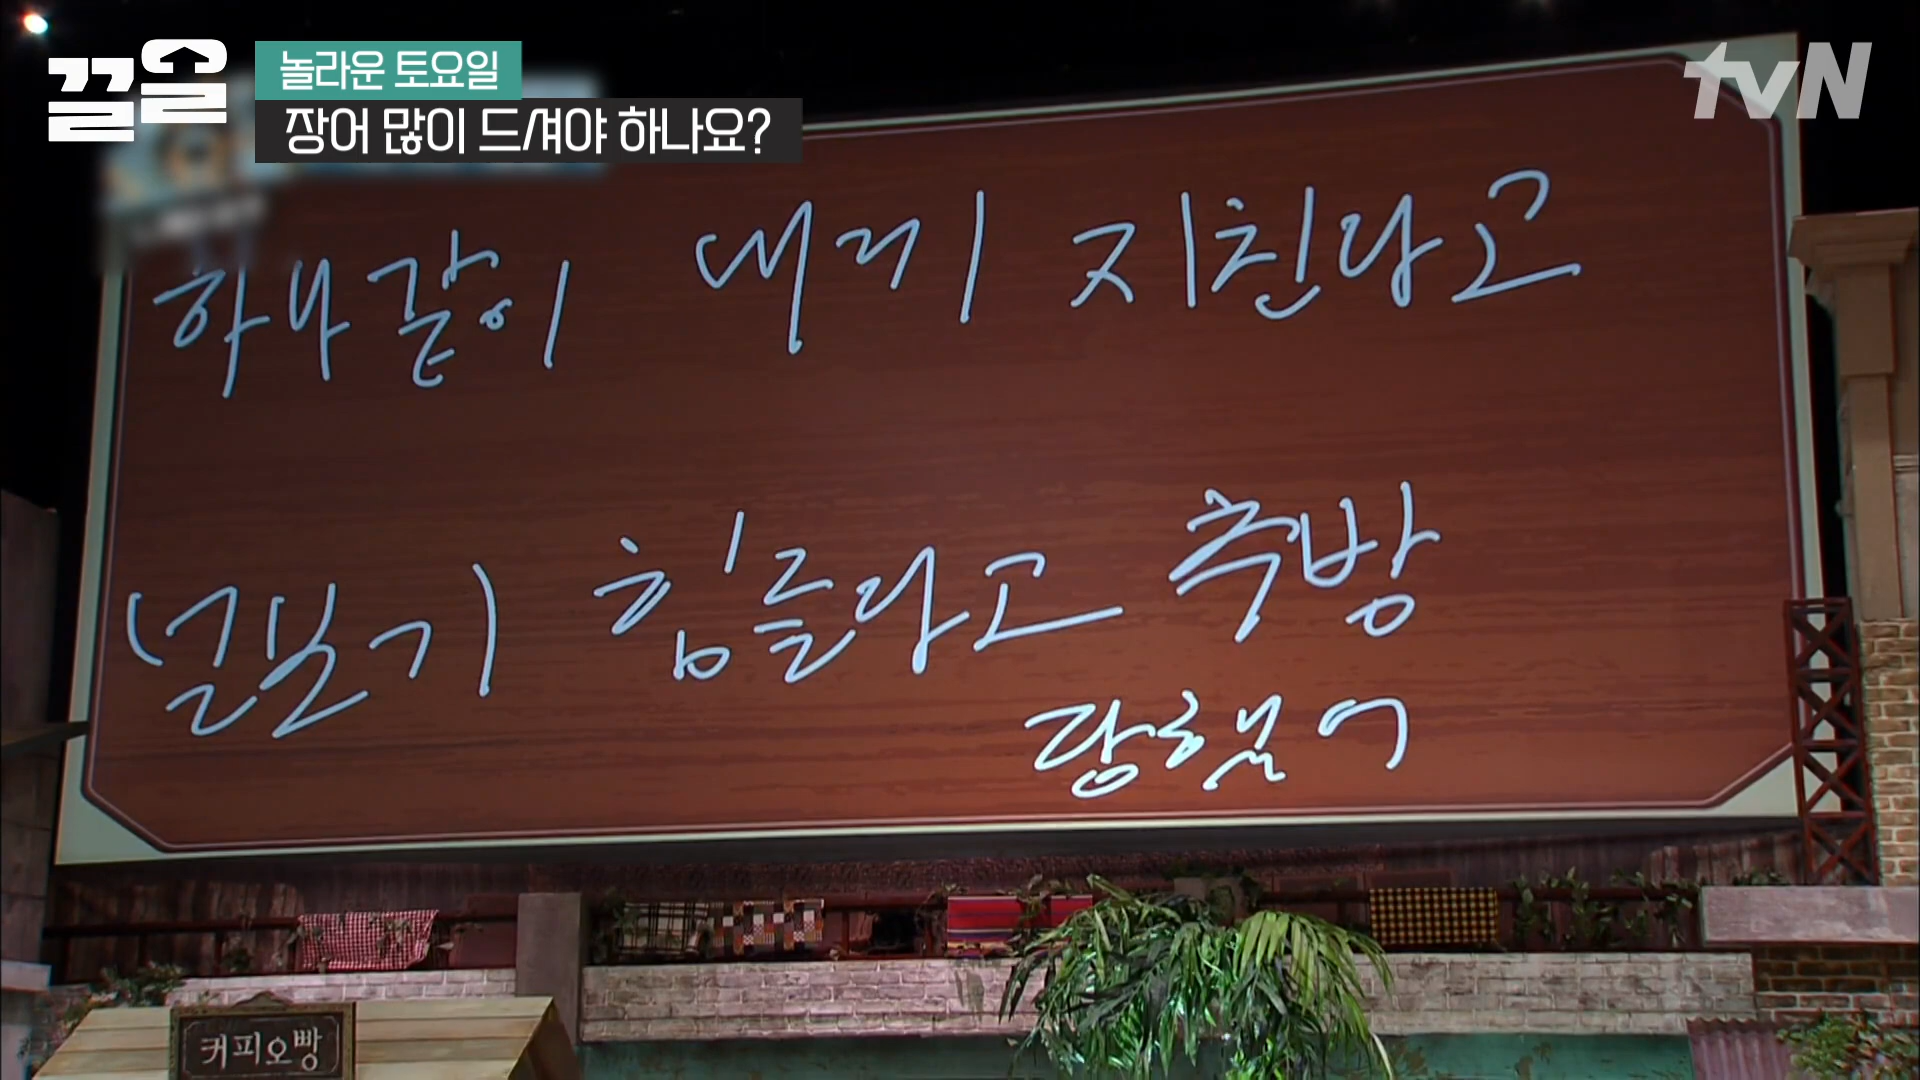 끌올
놀라운 토요일
장어 많이 드셔야 하나요?
tvN
하나같이 내게 지친다고
널 보기 힘들다고 추방
당했어
커피오빵